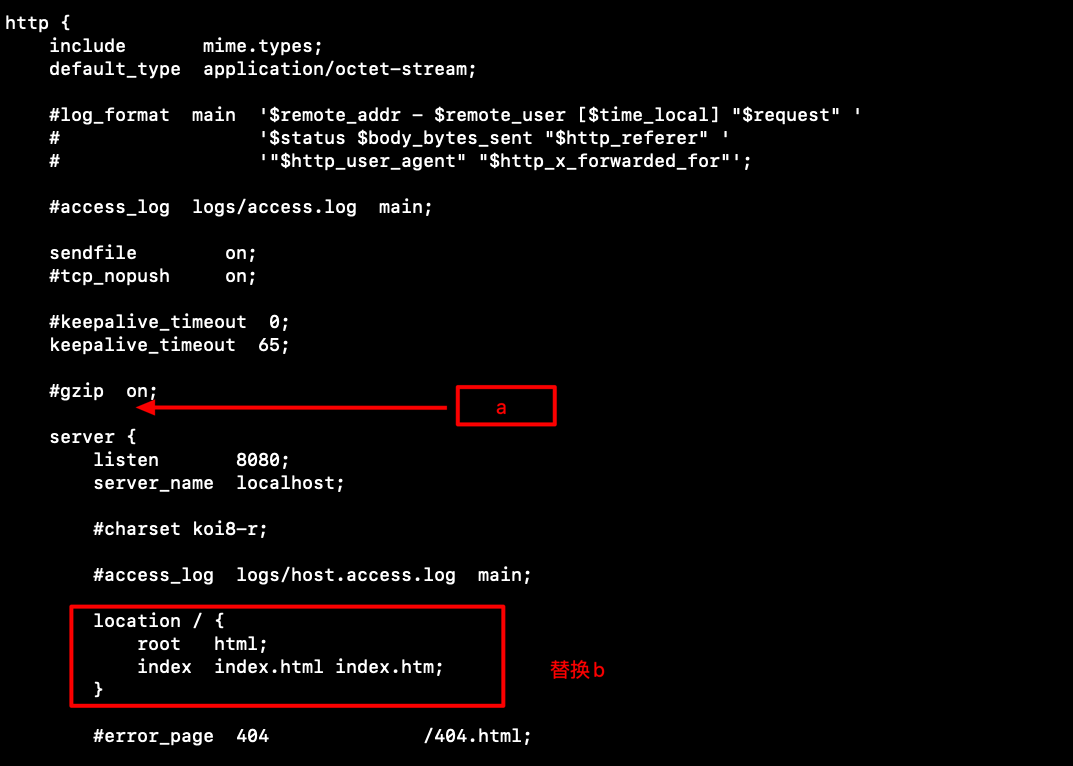 http {
    include       mime.types;
    default_type  application/octet-stream;
    #log_format  main  '$remote_addr - $remote_user [$time_local] "$request" '
    #                  '$status $body_bytes_sent "$http_referer" '
    #                  '"$http_user_agent" "$http_x_forwarded_for"';
    #access_log  logs/access.log  main;
    sendfile        on;
    #tcp_nopush     on;
    #keepalive_timeout  0;
    keepalive_timeout  65;
    #gzip  on;
a
    server {
        listen       8080;
        server_name  localhost;
        #charset koi8-r;
        #access_log  logs/host.access.log  main;
        location / {
            root   html;
            index  index.html index.htm;
替换b
        }
        #error_page  404              /404.html;